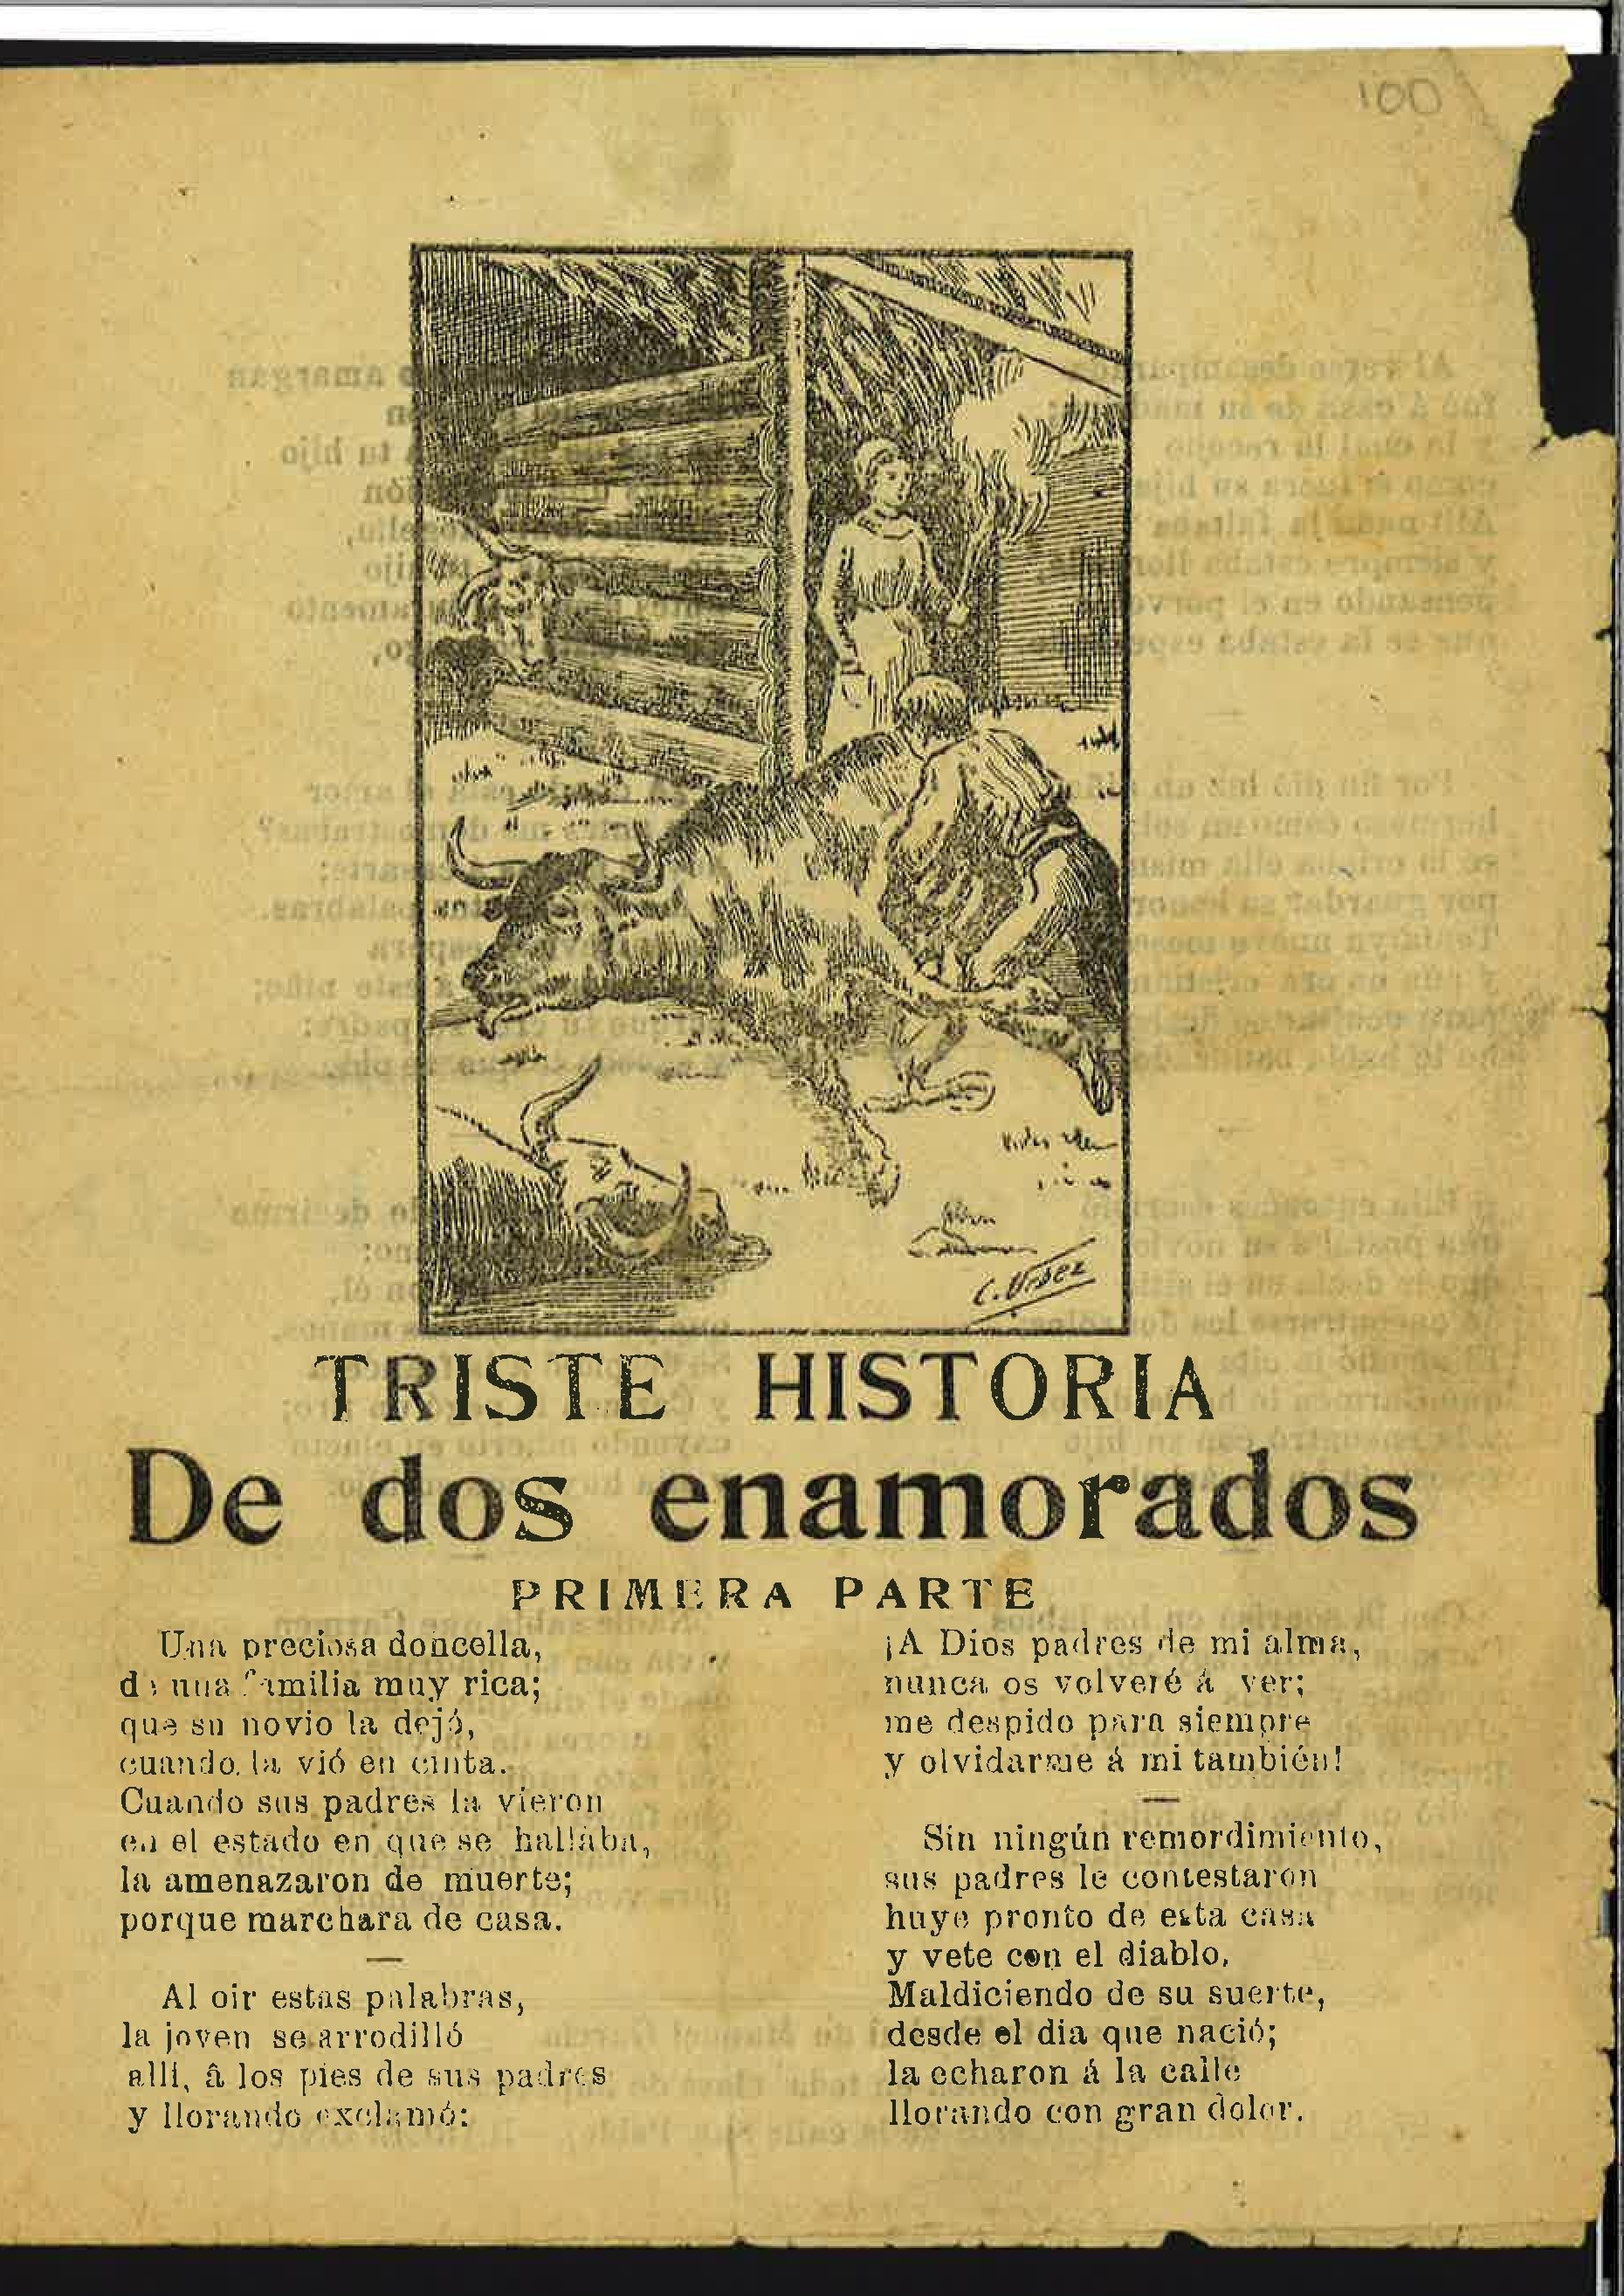 100
C. Urbez
TRISTE HISTORIA
De dos enamorados
PRIMERA PARTE
Una preciosa doncella,
de una familia muy rica;
que su novio la dejó,
cuando la vió en cinta.
Cuando sus padres la vieron
en el estado en que se hallaba,
la amenazaron de muerte;
porque marchara de casa.
Al oir estas palabras,
la joven se arrodilló
alli, â los pies de sus padres
y llorando exclamó:
¡A Dios padres de mi alma,
nunca os volveré á ver;
me despido para siempre
y olvidarme á mi también!
Sin ningún remordimiento,
sus padres le contestaron
huye pronto de esta casa
y vete con el diablo,
Maldiciendo de su suerte,
desde el dia que nació;
la echaron á la calle
llorando con gran dolor.